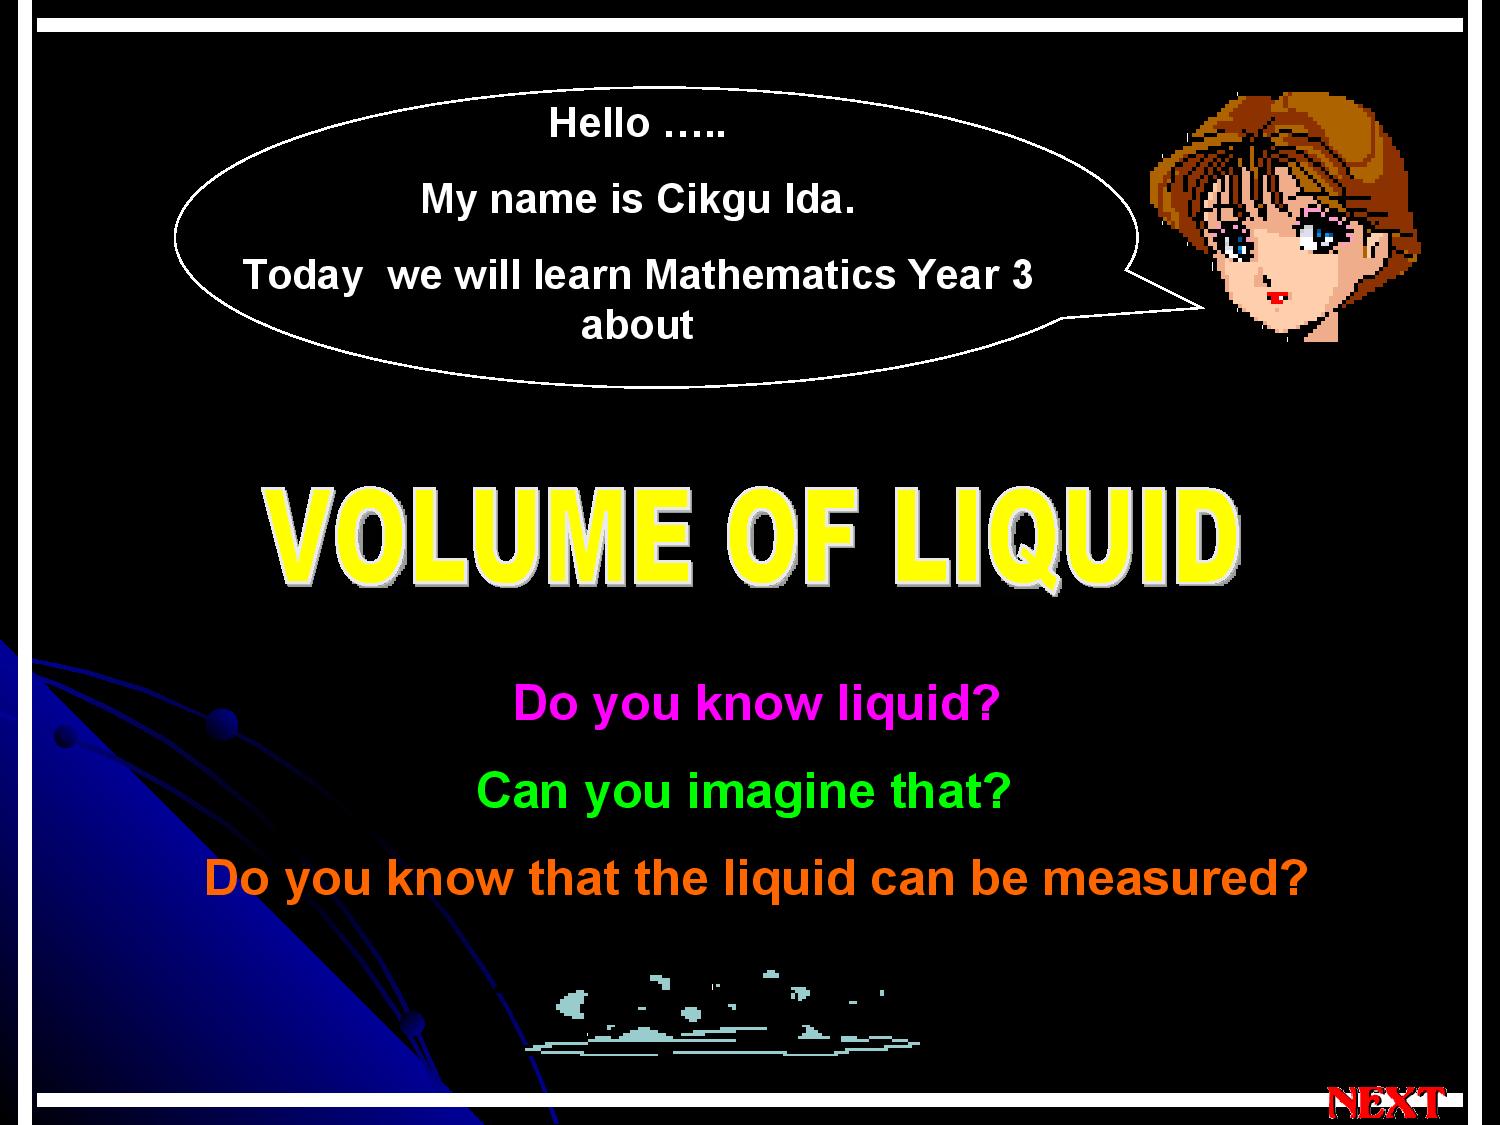 Hello …..
My name is Cikgu Ida.
Today  we will learn Mathematics Year 3
about
VOLUME OF LIQUID
Do you know liquid?
Can you imagine that?
Do you know that the liquid can be measured?
NEXT